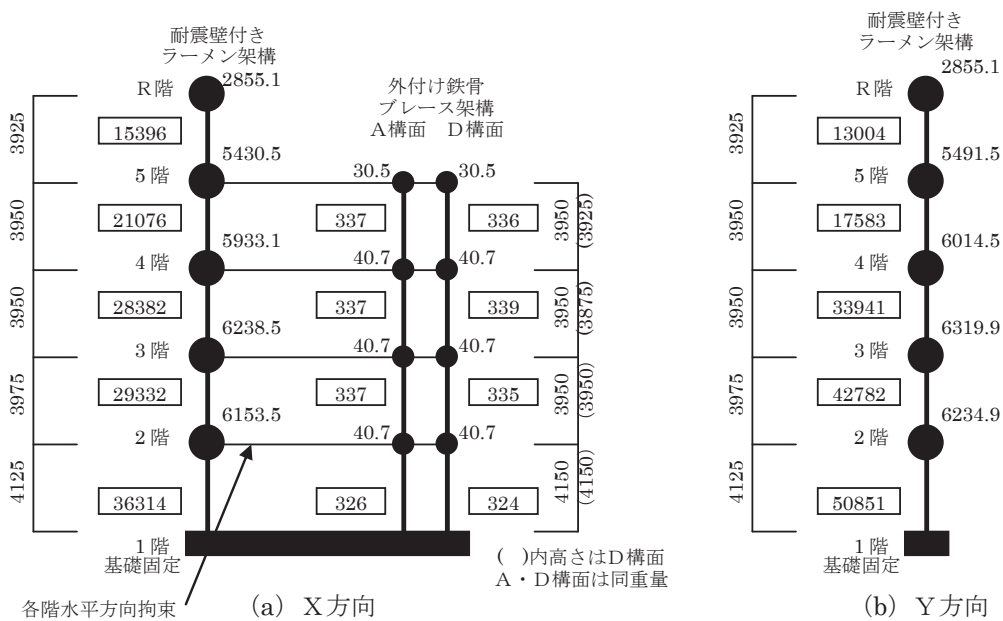 耐震壁付き
ラーメン架構
R階
2855.1
3925
15396
5430.5
5階
3950
21076
5933.1
4階
3950
28382
6238.5
3階
3975
29332
6153.5
2階
4125
36314
1階
基礎固定
各階水平方向拘束
外付け鉄骨
ブレース架構
A構面 D構面
30.5 30.5
337 336
3950
(3925)
40.7 40.7
337 339
3950
(3875)
40.7 40.7
337 335
3950
(3950)
40.7 40.7
326 324
4150
(4150)
( )内高さはD構面
A・D構面は同重量
(a) X方向
耐震壁付き
ラーメン架構
2855.1
R階
3925
13004
5491.5
5階
3950
17583
6014.5
4階
3950
33941
6319.9
3階
3975
42782
6234.9
2階
4125
50851
1階
基礎固定
(b) Y方向